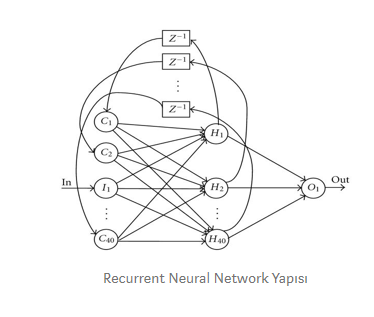 Z⁻¹
Z⁻¹
⋮
Z⁻¹
C₁
H₁
C₂
In I₁ H₂ O₁ Out
⋮ ⋮
C₄₀ H₄₀
Recurrent Neural Network Yapısı